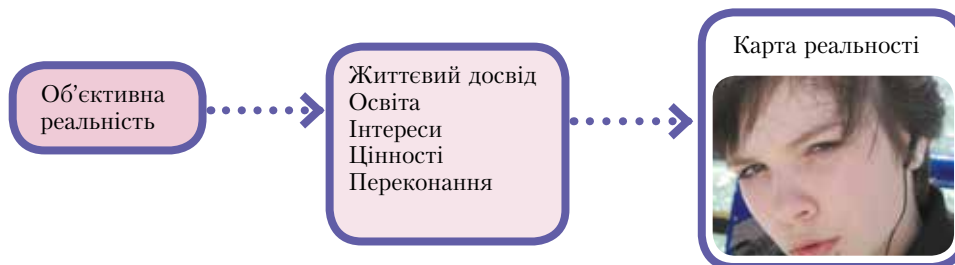 Об’єктивна
реальність
Життєвий досвід
Освіта
Інтереси
Цінності
Переконання
Карта реальності